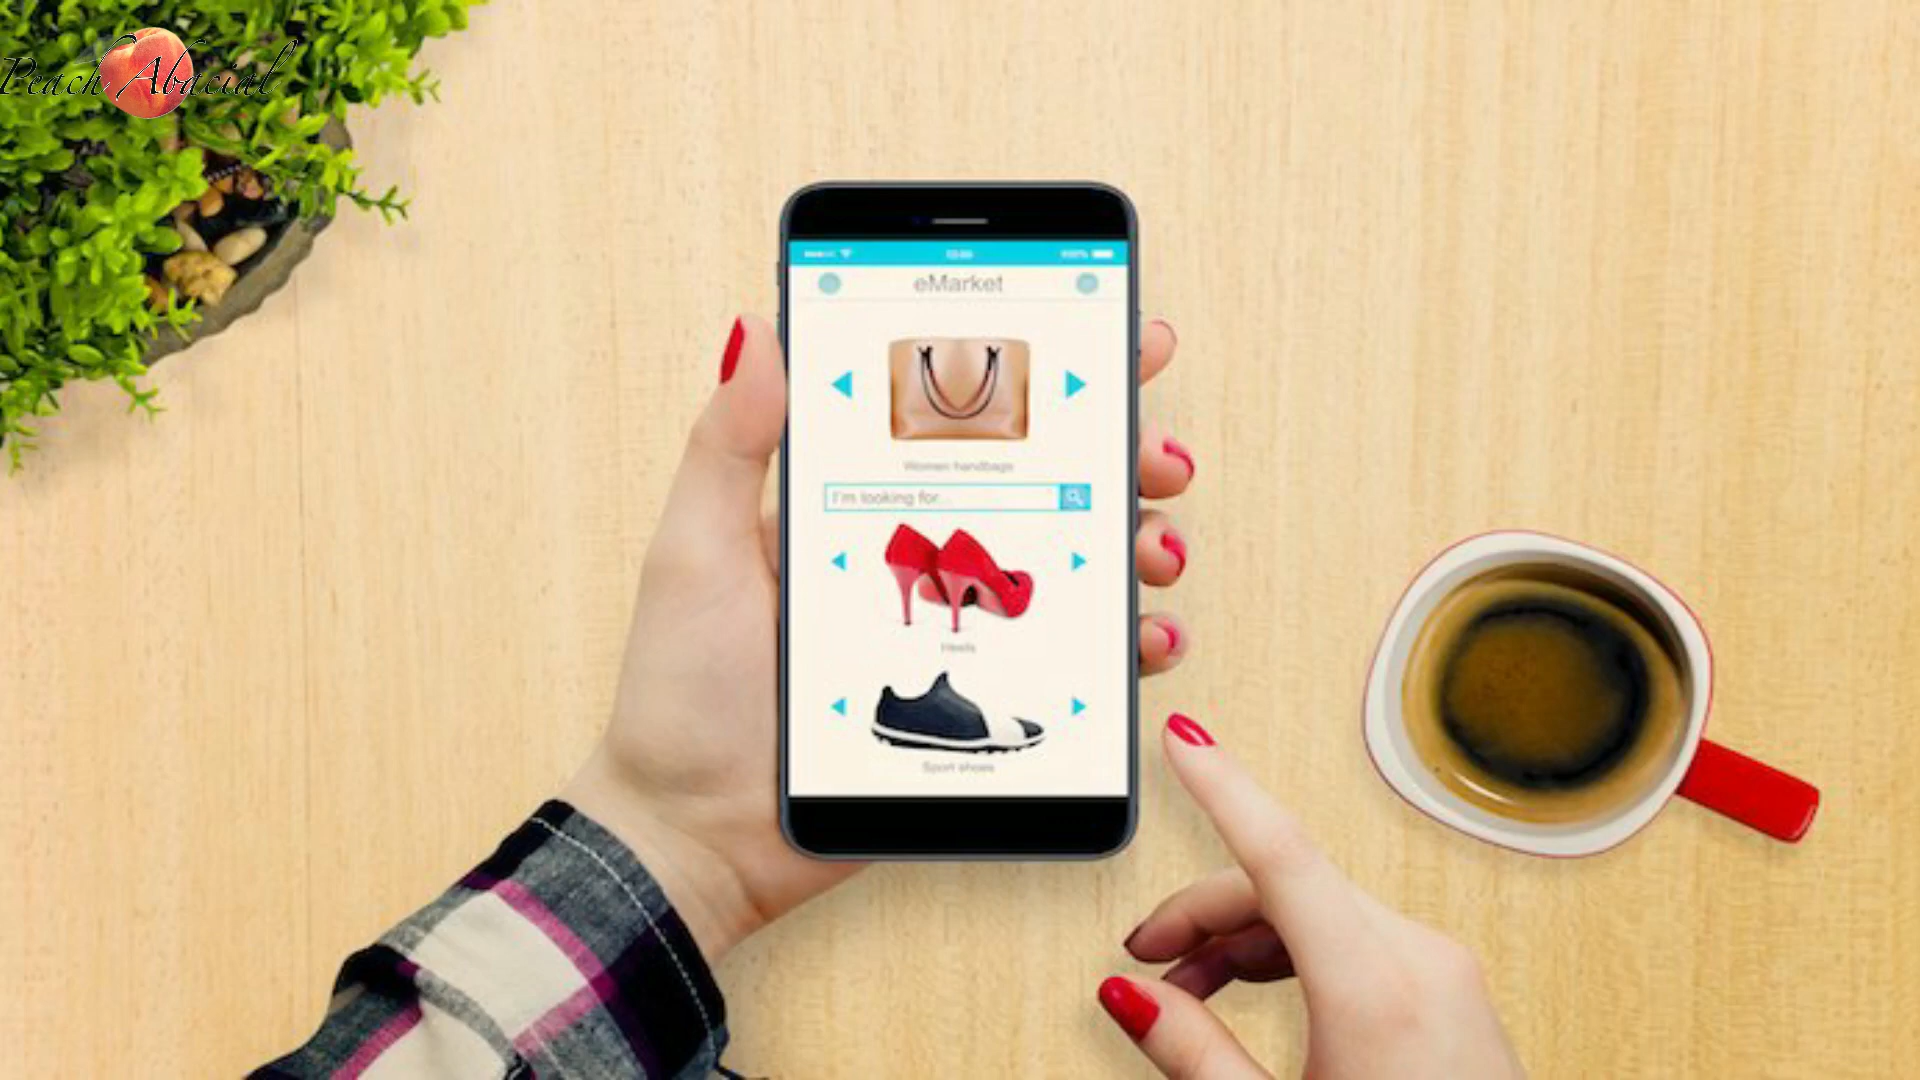 Peach Abacial
eMarket
Women handbags
I'm looking for...
Heels
Sport shoes